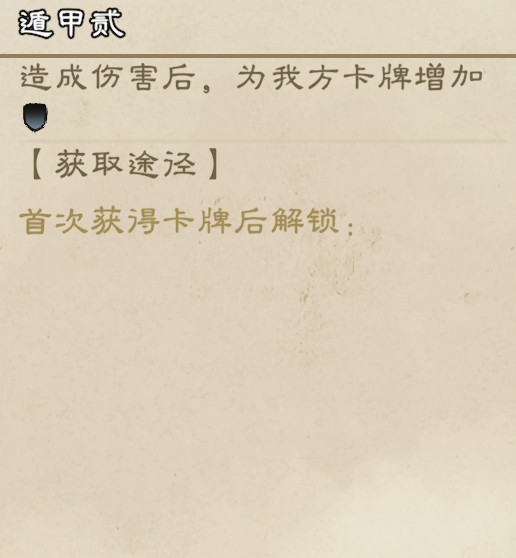 遁甲贰
造成伤害后，为我方卡牌增加
【获取途径】
首次获得卡牌后解锁：